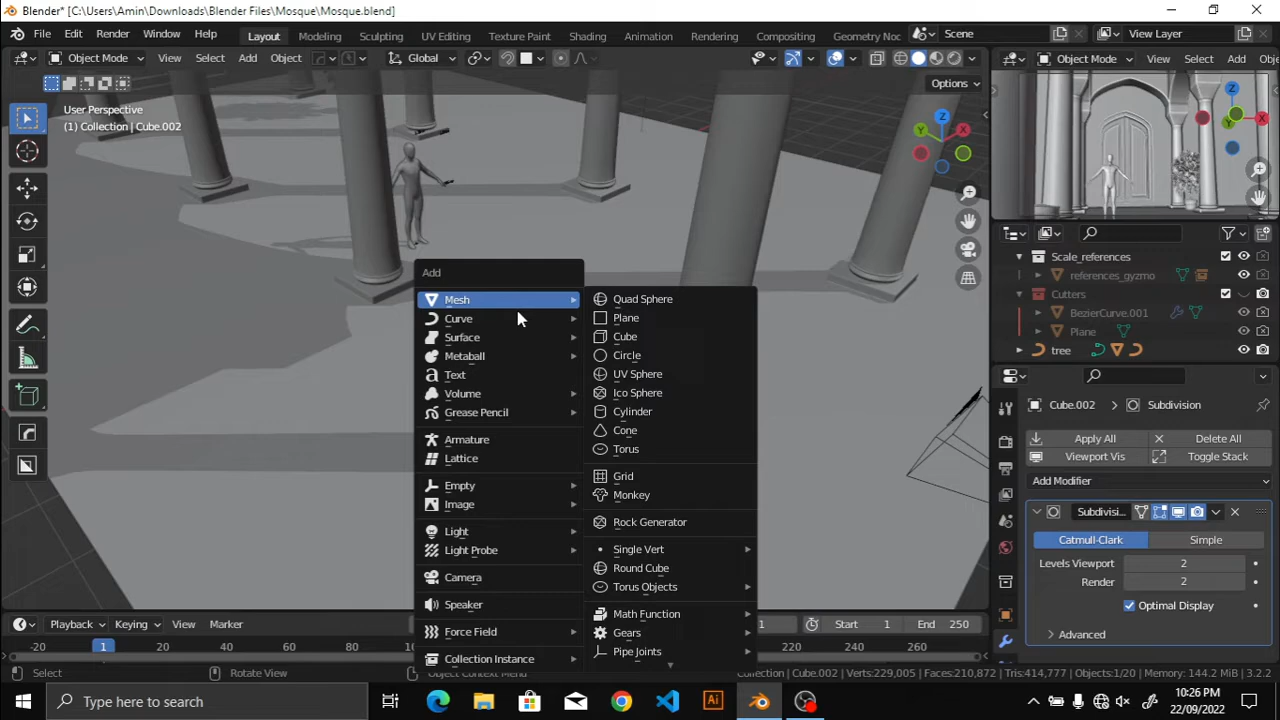 Blender* [C:\Users\Amin\Downloads\Blender Files\Mosque\Mosque.blend]
File Edit Render Window Help Layout Modeling Sculpting UV Editing Texture Paint Shading Animation Rendering Compositing Geometry Noc Scene View Layer
Object Mode View Select Add Object Global Object Mode View Select Add Obje
Options
User Perspective
(1) Collection | Cube.002
Z
Y
X
Z
Y
X
Scale_references
references_gyzmo
Cutters
BezierCurve.001
Plane
tree
Add
Mesh
Curve
Surface
Metaball
Text
Volume
Grease Pencil
Armature
Lattice
Empty
Image
Light
Light Probe
Camera
Speaker
Force Field
Collection Instance
Quad Sphere
Plane
Cube
Circle
UV Sphere
Ico Sphere
Cylinder
Cone
Torus
Grid
Monkey
Rock Generator
Single Vert
Round Cube
Torus Objects
Math Function
Gears
Pipe Joints
Cube.002 Subdivision
Apply All Delete All
Viewport Vis Toggle Stack
Add Modifier
Subdivisi...
Catmull-Clark Simple
Levels Viewport 2
Render 2
Optimal Display
Advanced
Playback Keying View Marker 1 Start 1 End 250
-20 1 20 40 60 80 220 240 260
Select Rotate View Object Context Menu Collection | Cube.002 | Verts:229,005 | Faces:210,872 | Tris:414,777 | Objects:1/20 | Memory: 144.2 MiB | 3.2.2
Type here to search
Ai
10:26 PM
22/09/2022